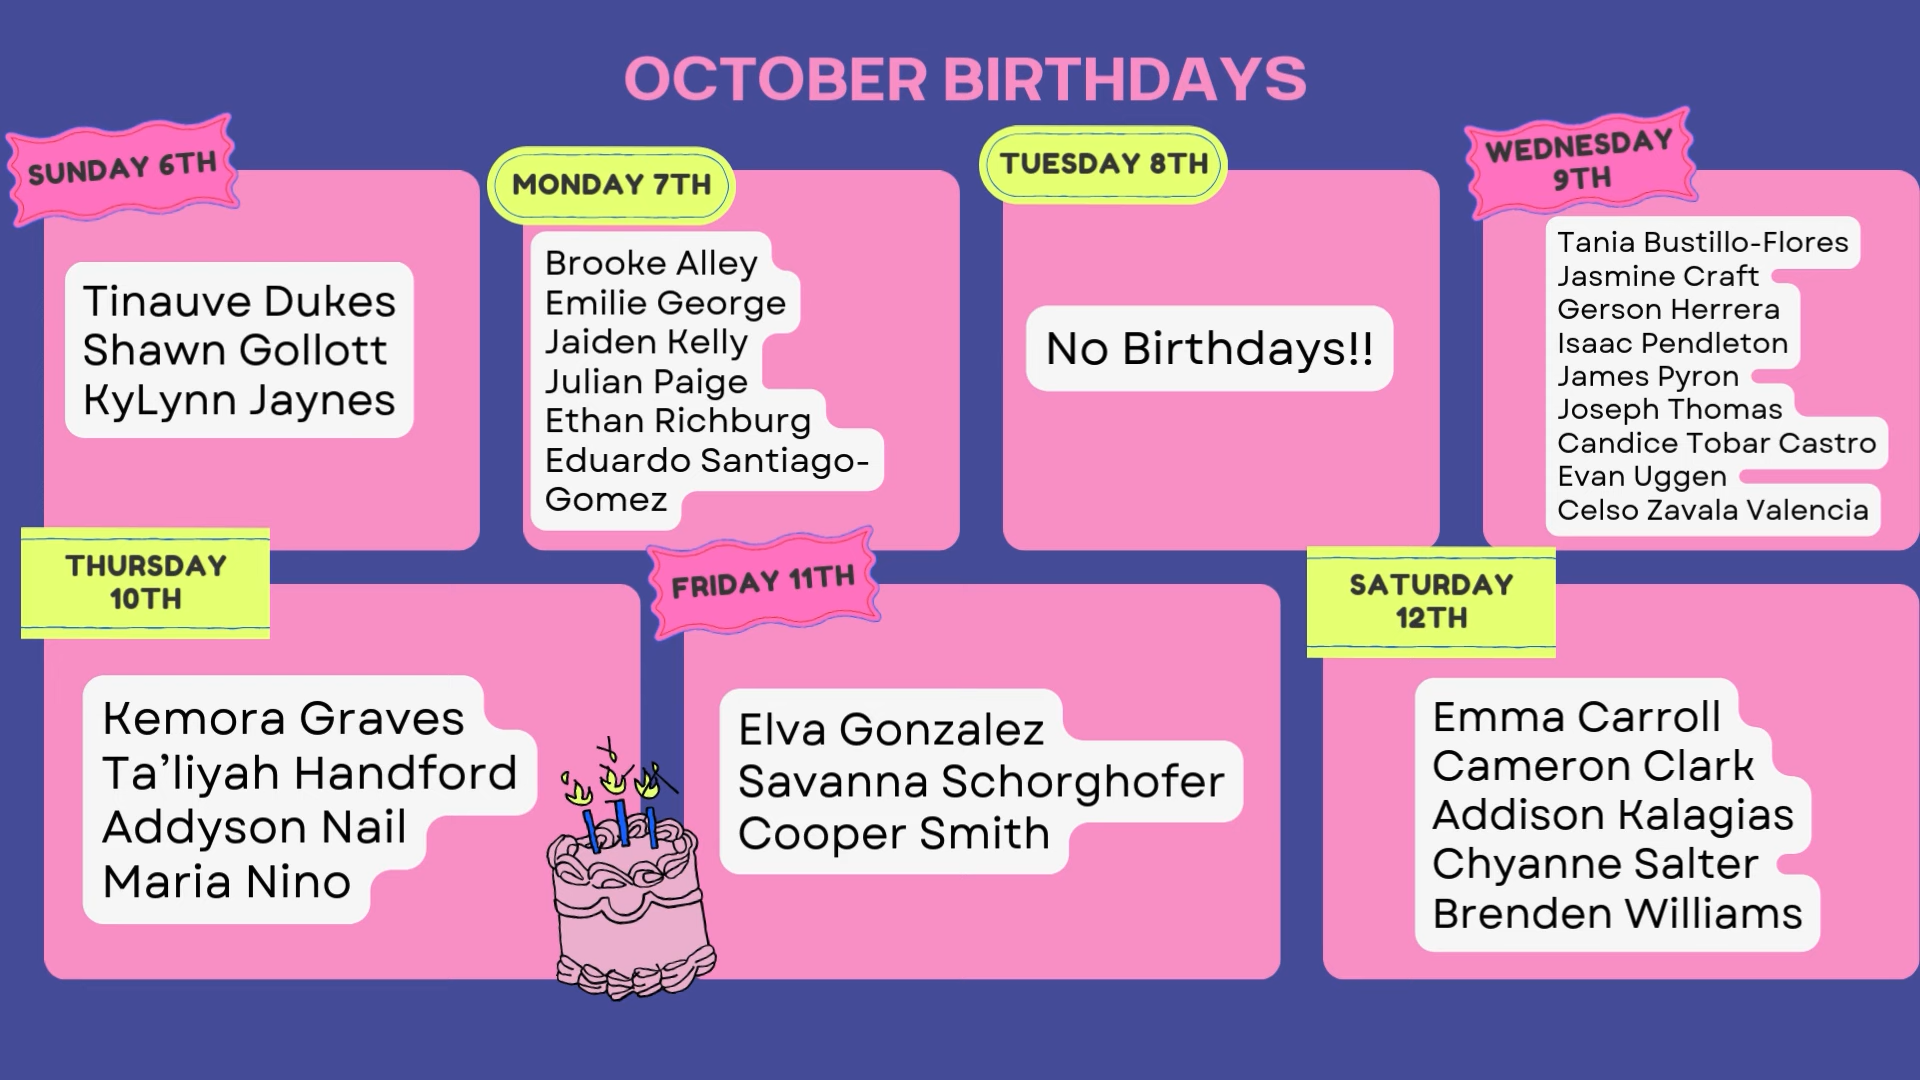 OCTOBER BIRTHDAYS
SUNDAY 6TH
Tinauve Dukes
Shawn Gollott
KyLynn Jaynes
MONDAY 7TH
Brooke Alley
Emilie George
Jaiden Kelly
Julian Paige
Ethan Richburg
Eduardo Santiago-
Gomez
TUESDAY 8TH
No Birthdays!!
WEDNESDAY
9TH
Tania Bustillo-Flores
Jasmine Craft
Gerson Herrera
Isaac Pendleton
James Pyron
Joseph Thomas
Candice Tobar Castro
Evan Uggen
Celso Zavala Valencia
THURSDAY
10TH
Kemora Graves
Ta’liyah Handford
Addyson Nail
Maria Nino
FRIDAY 11TH
Elva Gonzalez
Savanna Schorghofer
Cooper Smith
SATURDAY
12TH
Emma Carroll
Cameron Clark
Addison Kalagias
Chyanne Salter
Brenden Williams